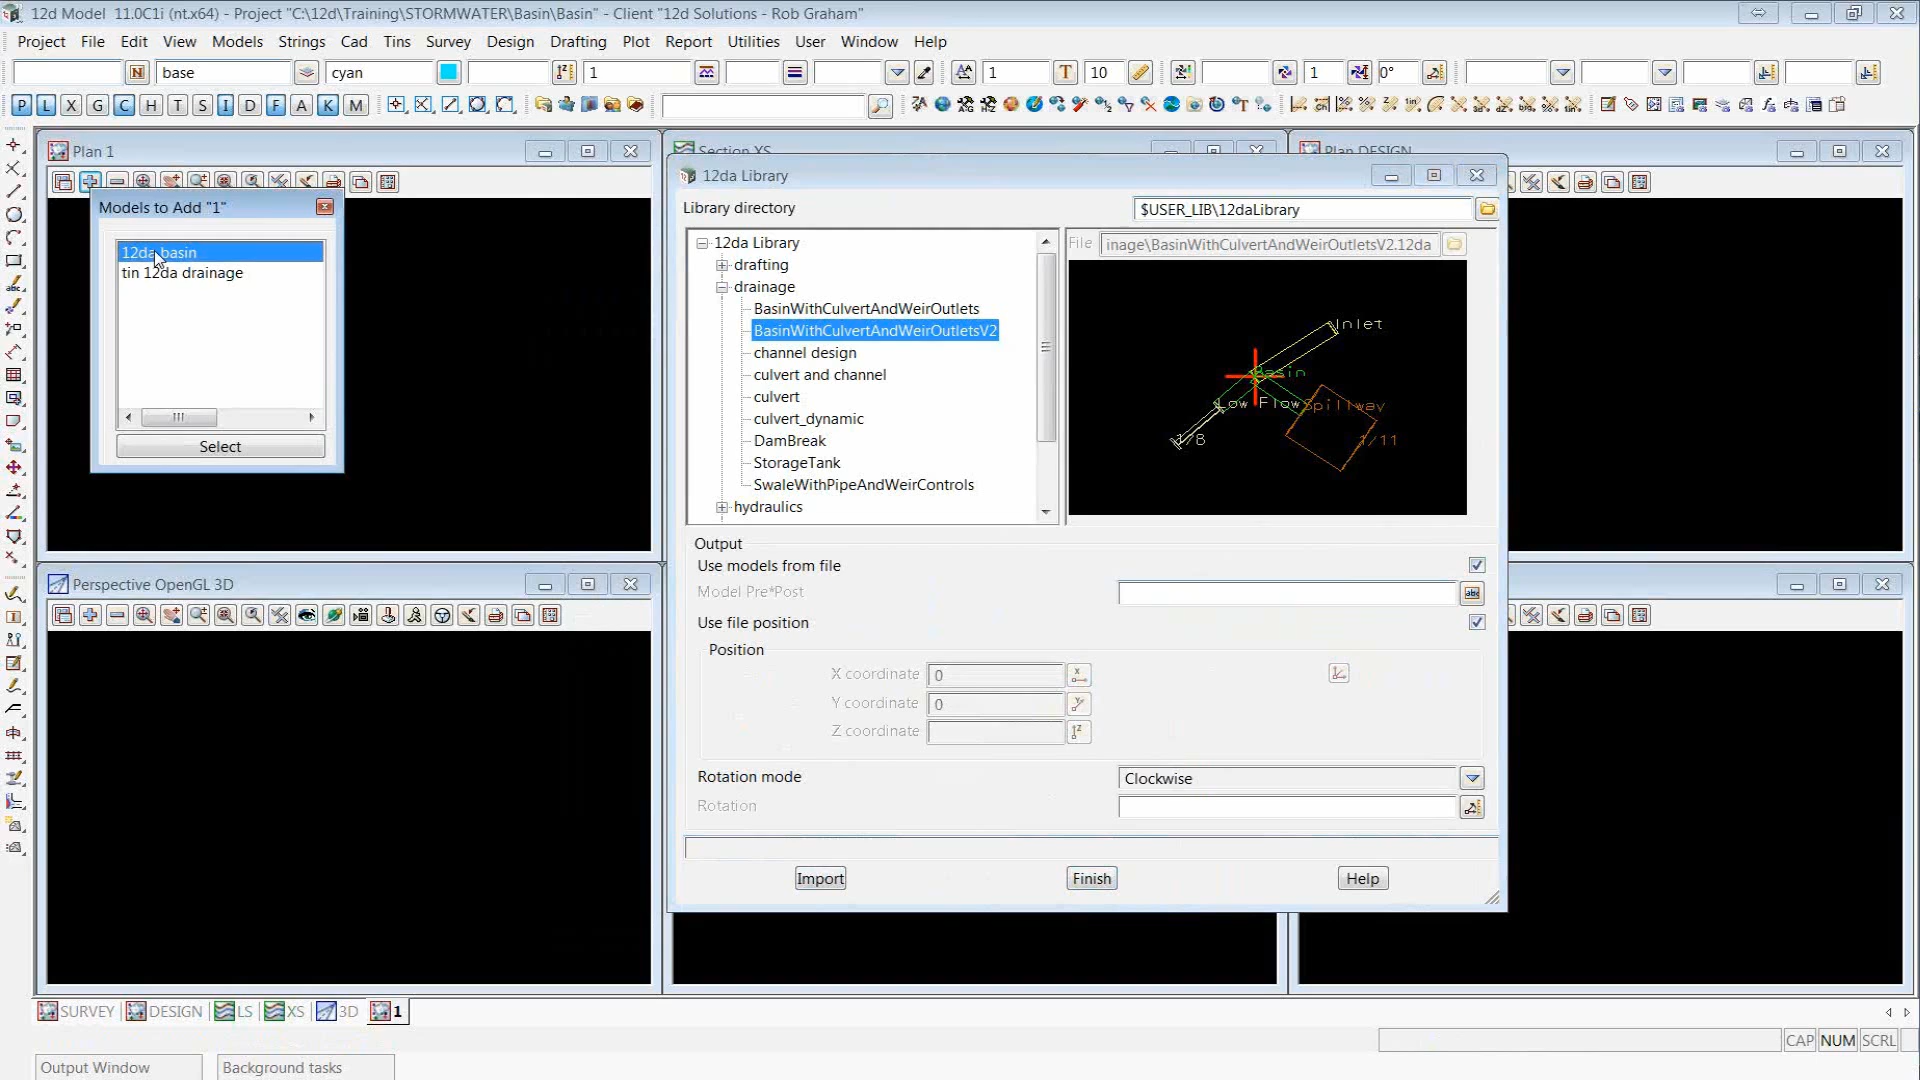 12d Model 11.0C1i (nt.x64) - Project "C:\12d\Training\STORMWATER\Basin\Basin" - Client "12d Solutions - Rob Graham"
Project File Edit View Models Strings Cad Tins Survey Design Drafting Plot Report Utilities User Window Help
base cyan 1 1 T 10 1 0°
P L X G C H T S I D F A K M
Plan 1
Section XS
Plan DESIGN
Models to Add "1"
12da basin
tin 12da drainage
Select
12da Library
Library directory
$USER_LIB\12daLibrary
12da Library
drafting
drainage
BasinWithCulvertAndWeirOutlets
BasinWithCulvertAndWeirOutletsV2
channel design
culvert and channel
culvert
culvert_dynamic
DamBreak
StorageTank
SwaleWithPipeAndWeirControls
hydraulics
File inage\BasinWithCulvertAndWeirOutletsV2.12da
Inlet
Basin
Low Flow
Spillway
1/8
1/11
Output
Use models from file
Model Pre*Post
Use file position
Position
X coordinate 0
Y coordinate 0
Z coordinate
Rotation mode Clockwise
Rotation
Import Finish Help
Perspective OpenGL 3D
SURVEY DESIGN LS XS 3D 1
CAP NUM SCRL
Output Window Background tasks